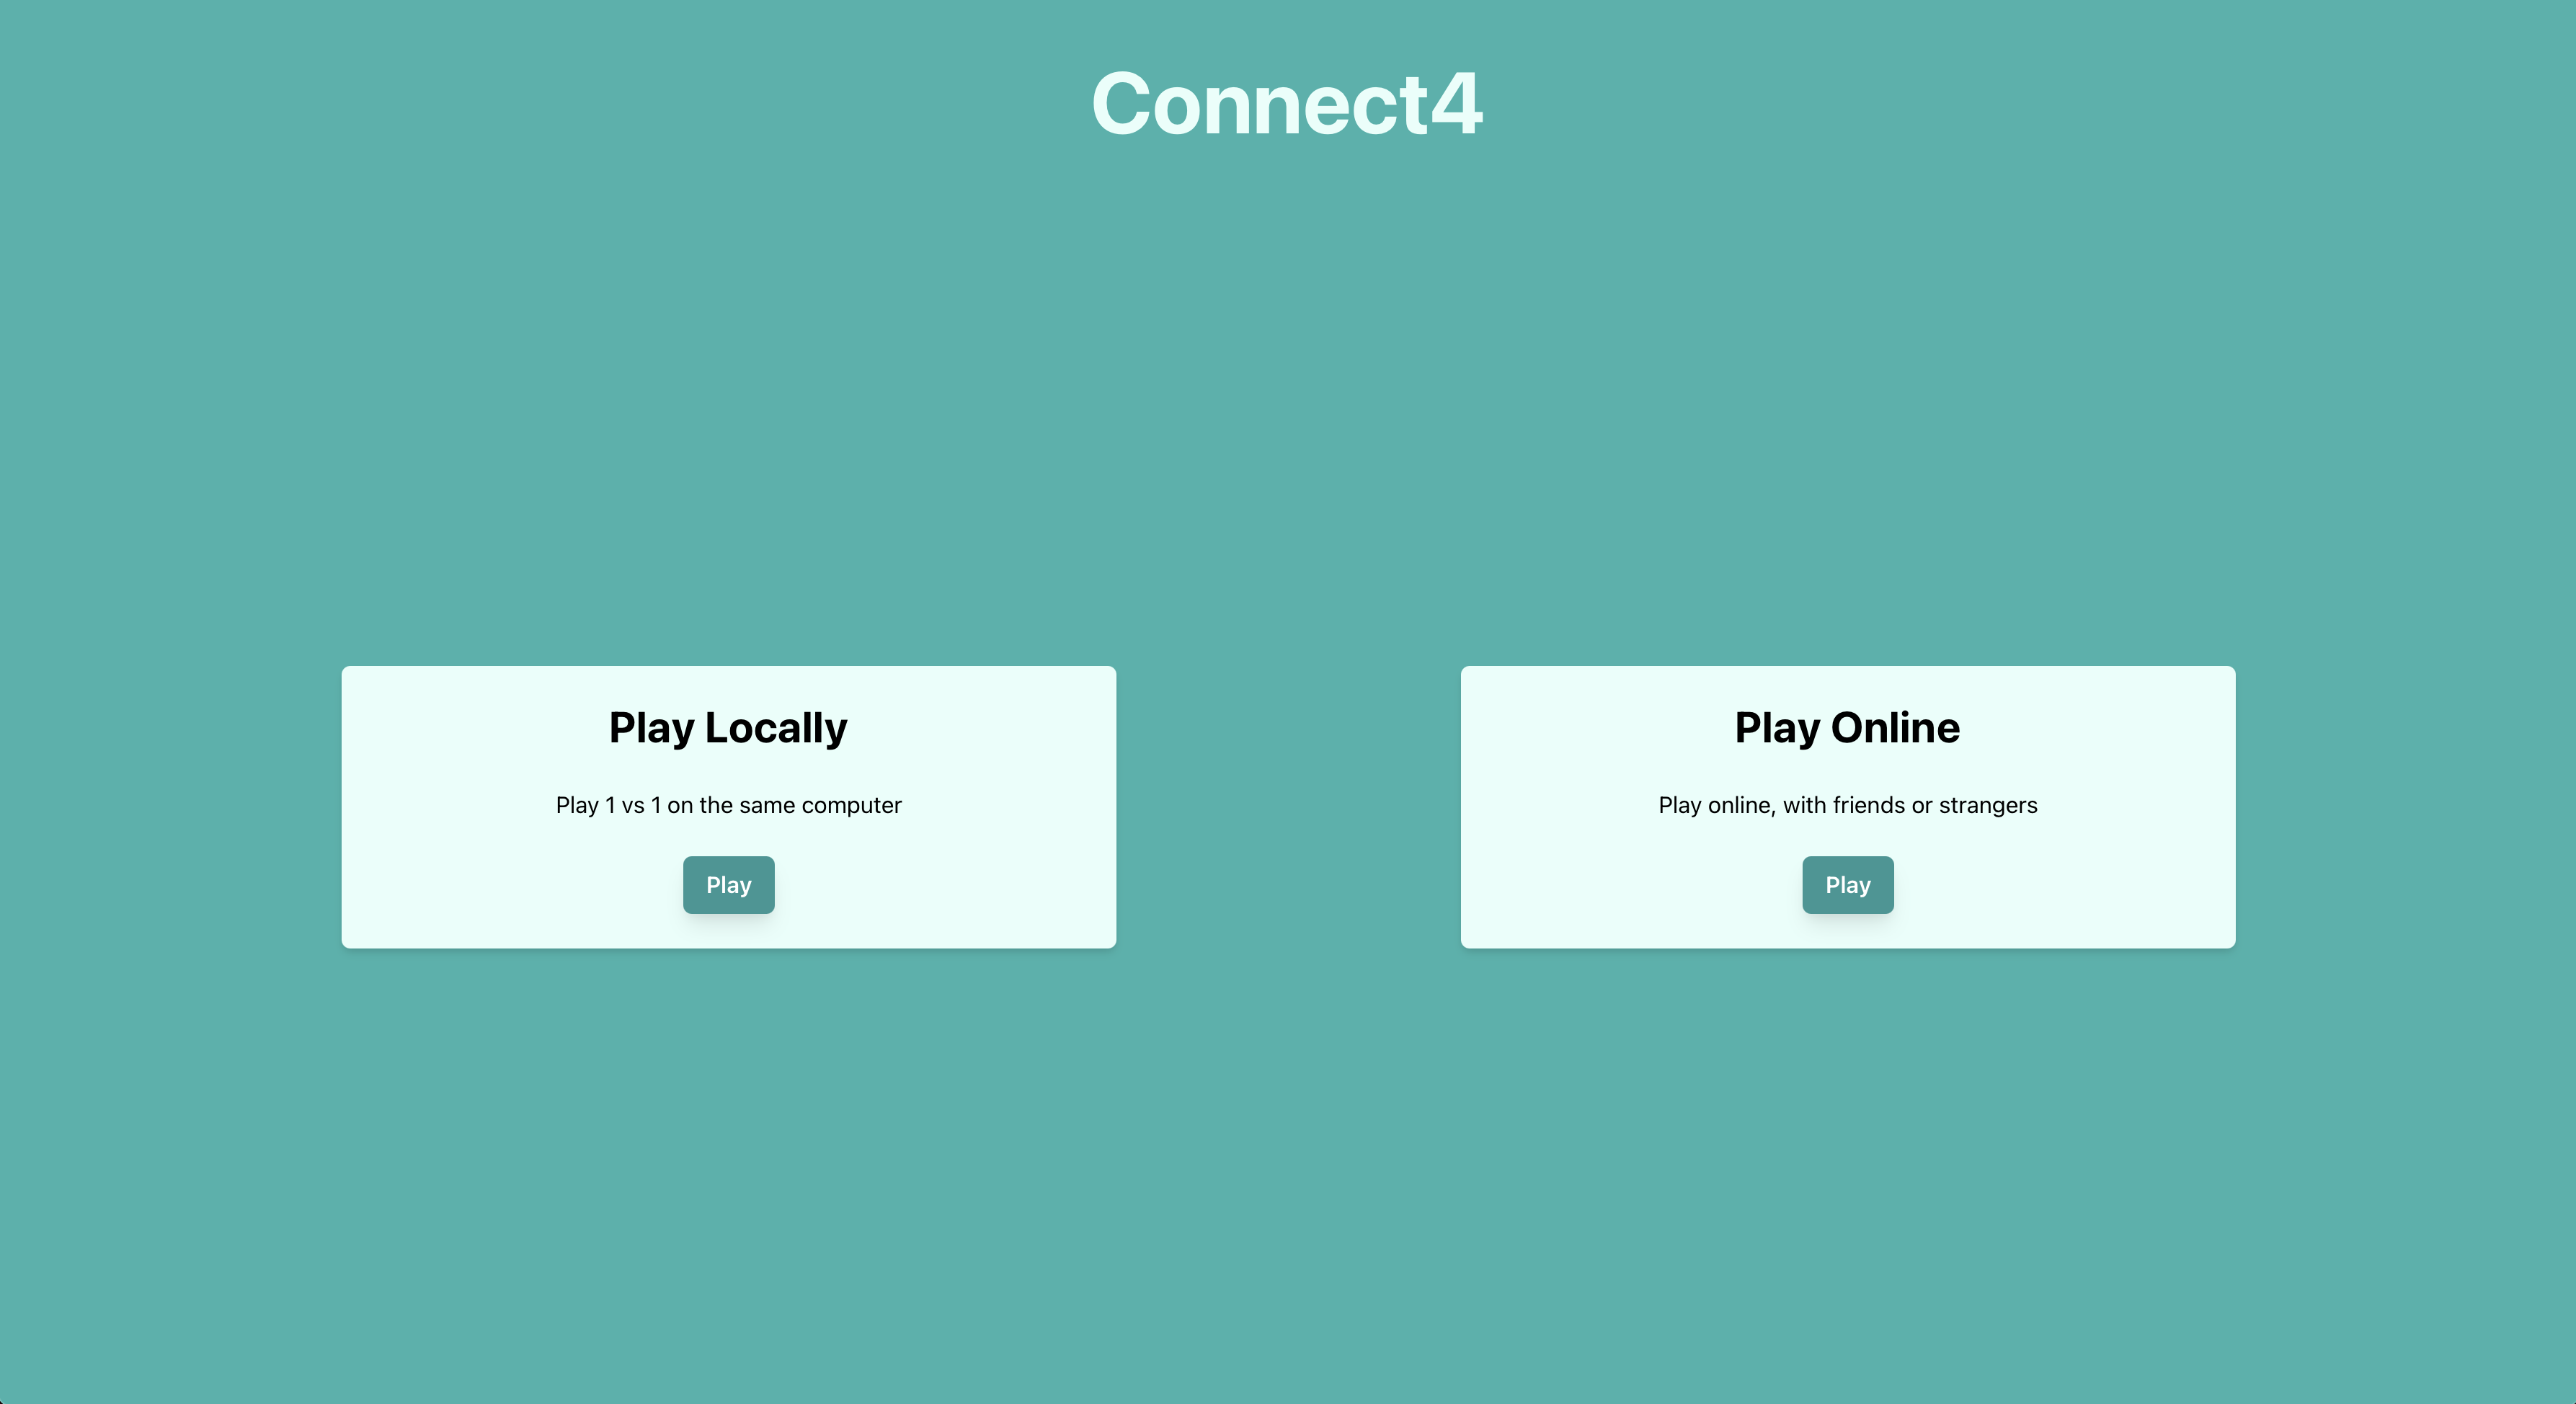 Connect4
Play Locally
Play 1 vs 1 on the same computer
Play
Play Online
Play online, with friends or strangers
Play